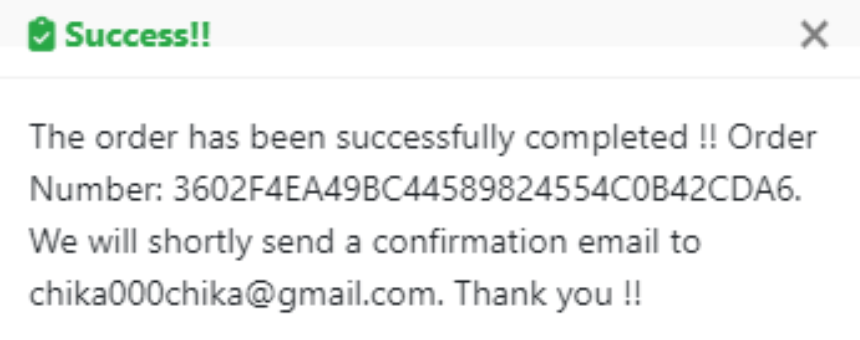 Success!!
The order has been successfully completed !! Order
Number: 3602F4EA49BC44589824554C0B42CDA6.
We will shortly send a confirmation email to
chika000chika@gmail.com. Thank you !!